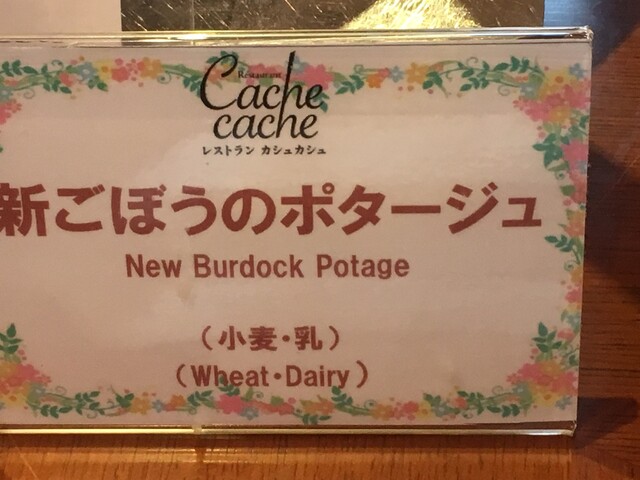 Restaurant
Cache
cache
レストラン カシュカシュ
新ごぼうのポタージュ
New Burdock Potage
(小麦・乳)
(Wheat・Dairy)